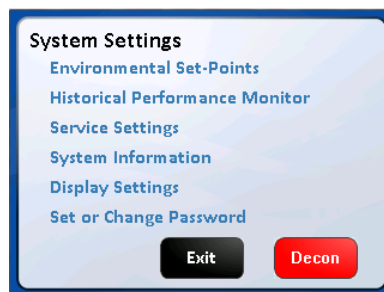 System Settings
Environmental Set-Points
Historical Performance Monitor
Service Settings
System Information
Display Settings
Set or Change Password
Exit
Decon